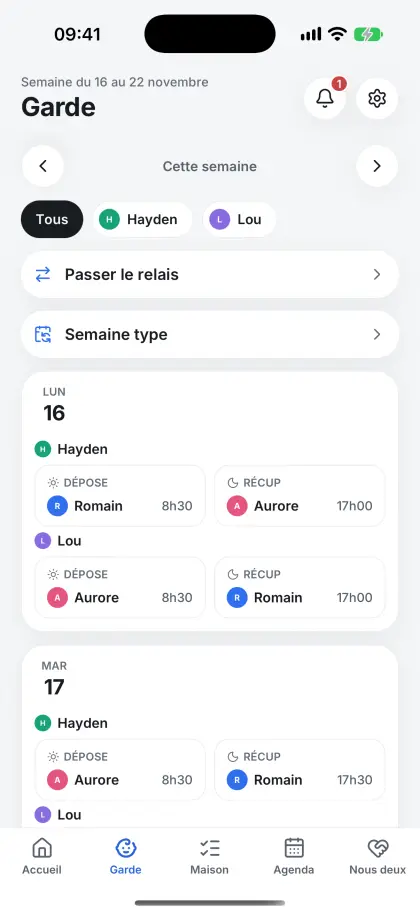 09:41
Semaine du 16 au 22 novembre
Garde
1
Cette semaine
Tous
H Hayden
L Lou
Passer le relais
Semaine type
LUN
16
H Hayden
DÉPOSE
R Romain 8h30
RÉCUP
A Aurore 17h00
L Lou
DÉPOSE
A Aurore 8h30
RÉCUP
R Romain 17h00
MAR
17
H Hayden
DÉPOSE
A Aurore 8h30
RÉCUP
R Romain 17h30
L Lou
Accueil
Garde
Maison
Agenda
Nous deux